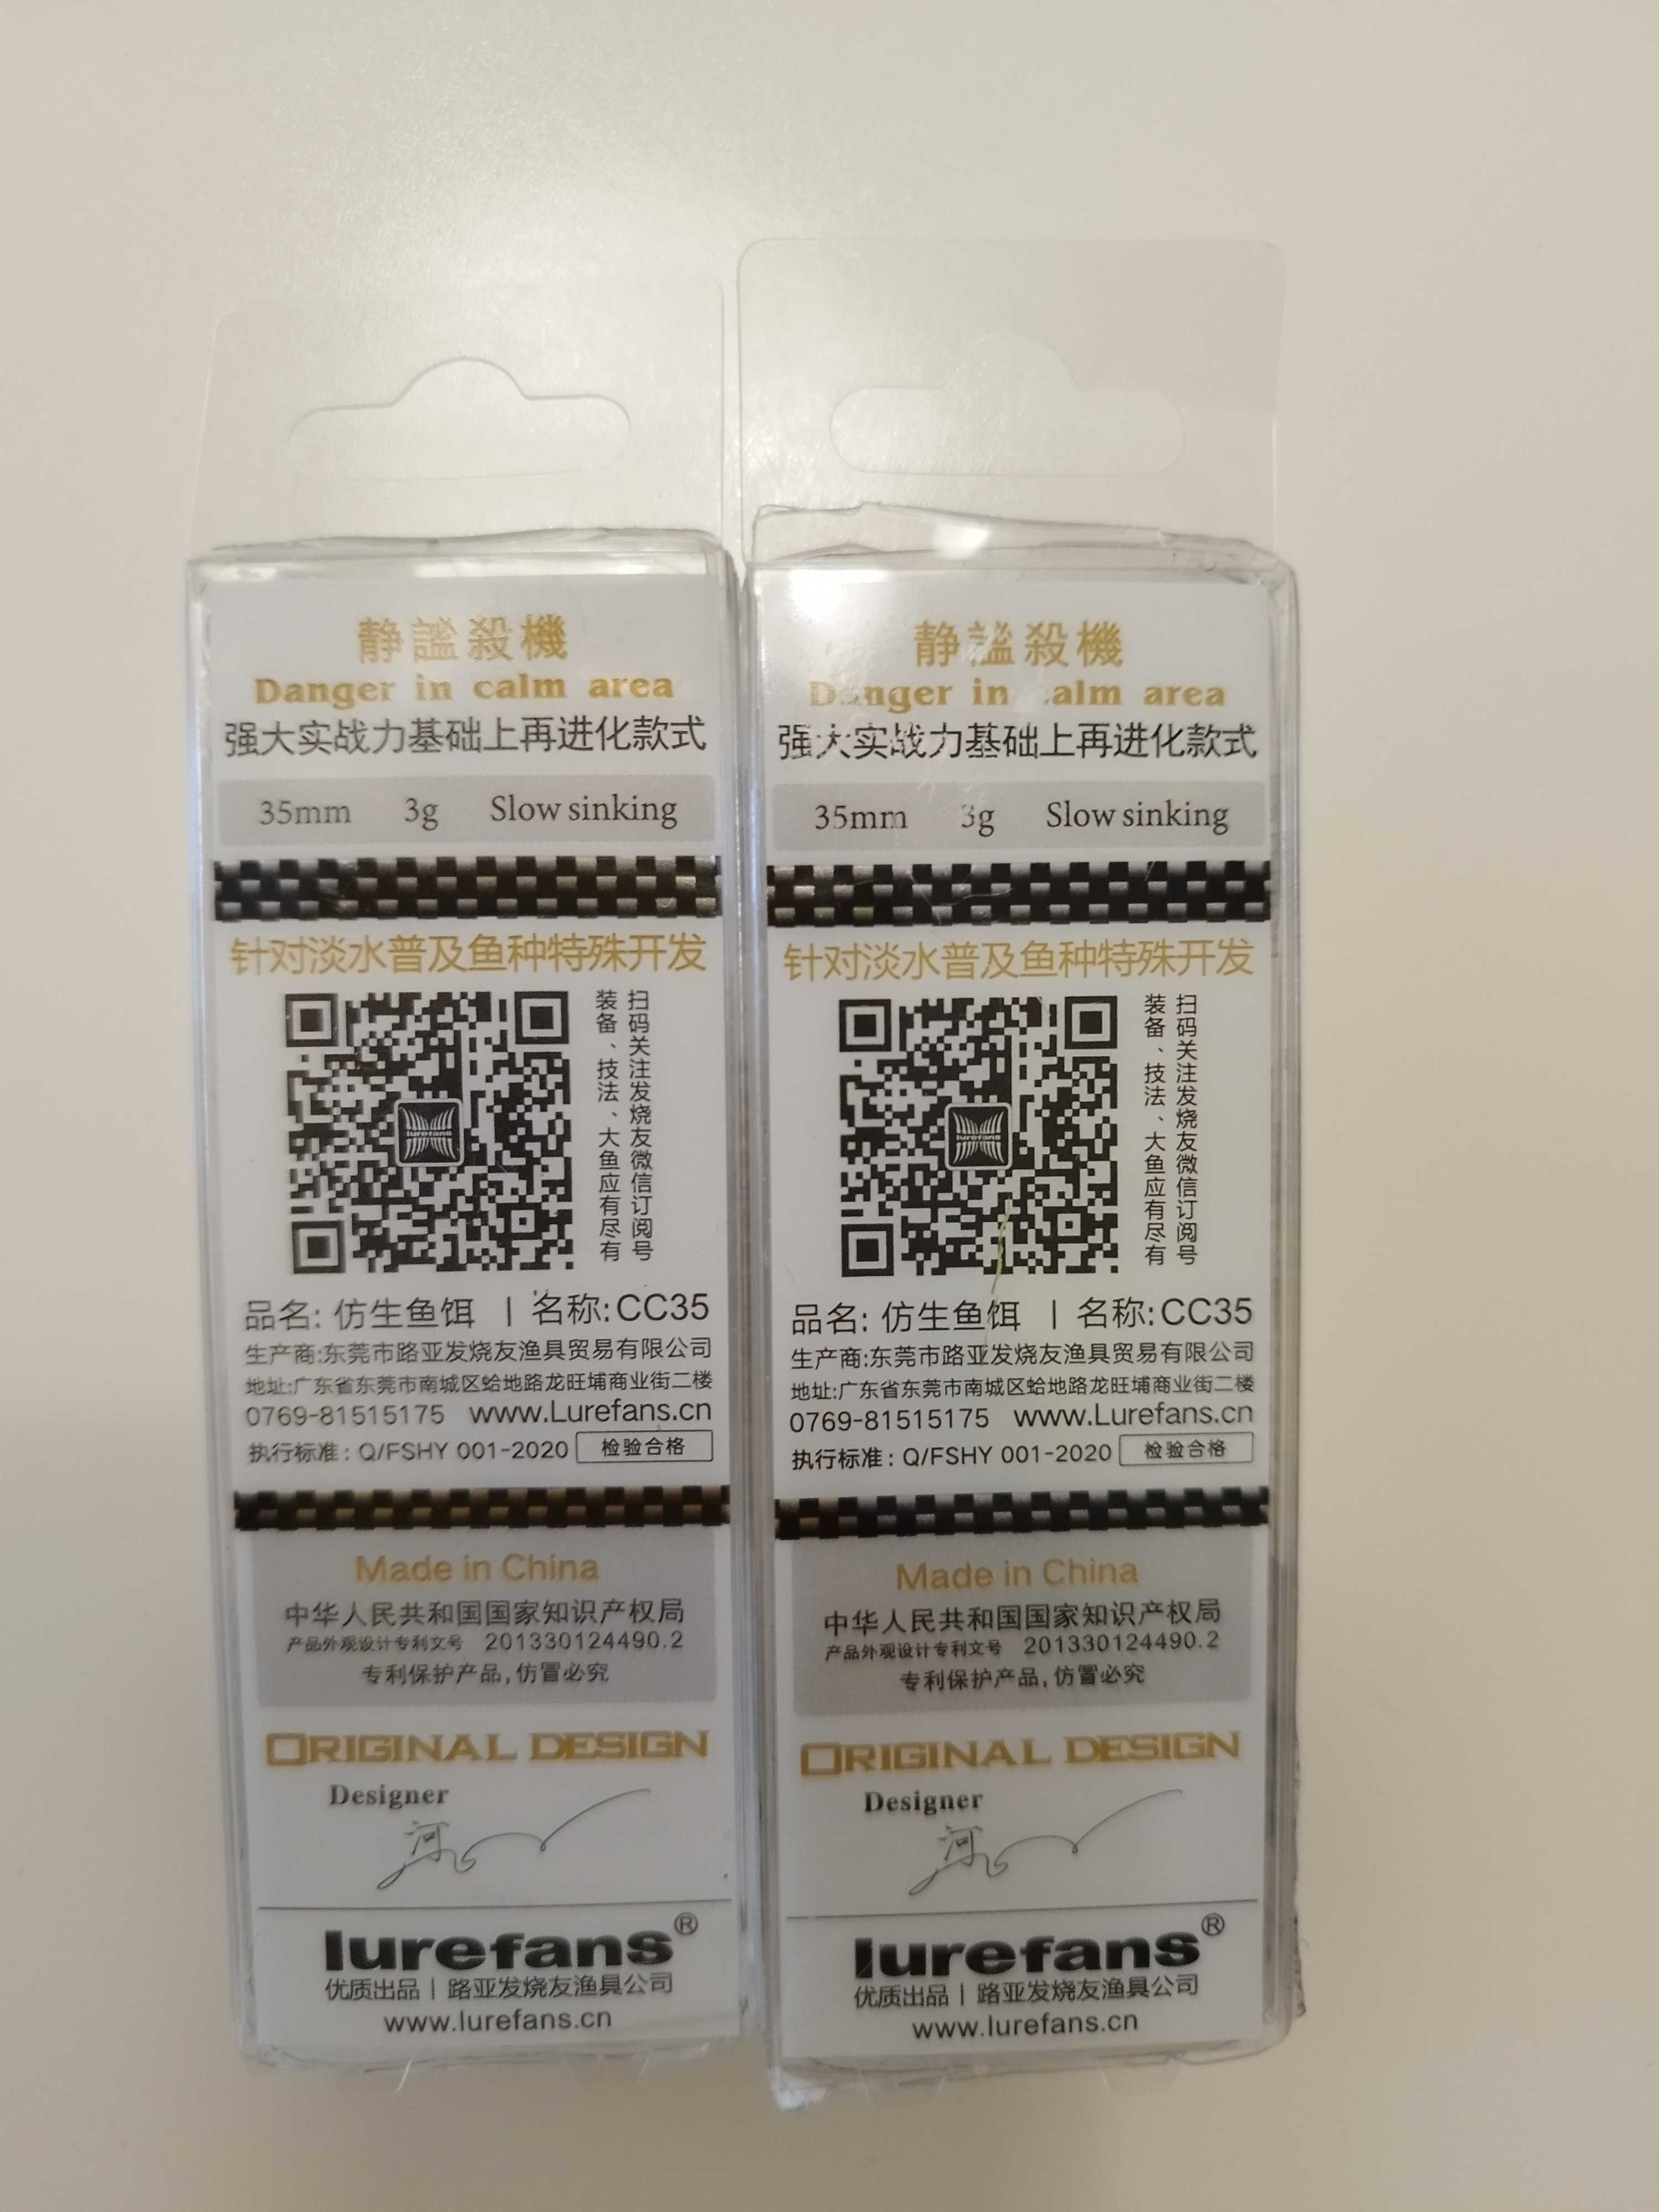 静謐殺機
Danger in calm area
强大实战力基础上再进化款式
35mm 3g Slow sinking
针对淡水普及鱼种特殊开发
扫码关注发烧友微信订阅号
装备、技法、大鱼应有尽有
lurefans
品名: 仿生鱼饵 | 名称:CC35
生产商:东莞市路亚发烧友渔具贸易有限公司
地址:广东省东莞市南城区蛤地路龙旺埔商业街二楼
0769-81515175 www.Lurefans.cn
执行标准: Q/FSHY 001-2020 检验合格
Made in China
中华人民共和国国家知识产权局
产品外观设计专利文号 201330124490.2
专利保护产品,仿冒必究
ORIGINAL DESIGN
Designer
lurefans®
优质出品 | 路亚发烧友渔具公司
www.lurefans.cn
静謐殺機
Danger in calm area
强大实战力基础上再进化款式
35mm 3g Slow sinking
针对淡水普及鱼种特殊开发
扫码关注发烧友微信订阅号
装备、技法、大鱼应有尽有
lurefans
品名: 仿生鱼饵 | 名称:CC35
生产商:东莞市路亚发烧友渔具贸易有限公司
地址:广东省东莞市南城区蛤地路龙旺埔商业街二楼
0769-81515175 www.Lurefans.cn
执行标准: Q/FSHY 001-2020 检验合格
Made in China
中华人民共和国国家知识产权局
产品外观设计专利文号 201330124490.2
专利保护产品,仿冒必究
ORIGINAL DESIGN
Designer
lurefans®
优质出品 | 路亚发烧友渔具公司
www.lurefans.cn